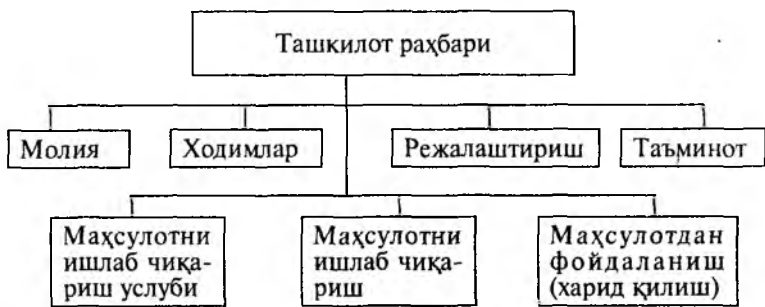 Ташкилот раҳбари
Молия
Ходимлар
Режалаштириш
Таъминот
Маҳсулотни
ишлаб чиқа-
риш услуби
Маҳсулотни
ишлаб чиқа-
риш
Маҳсулотдан
фойдаланиш
(харид қилиш)